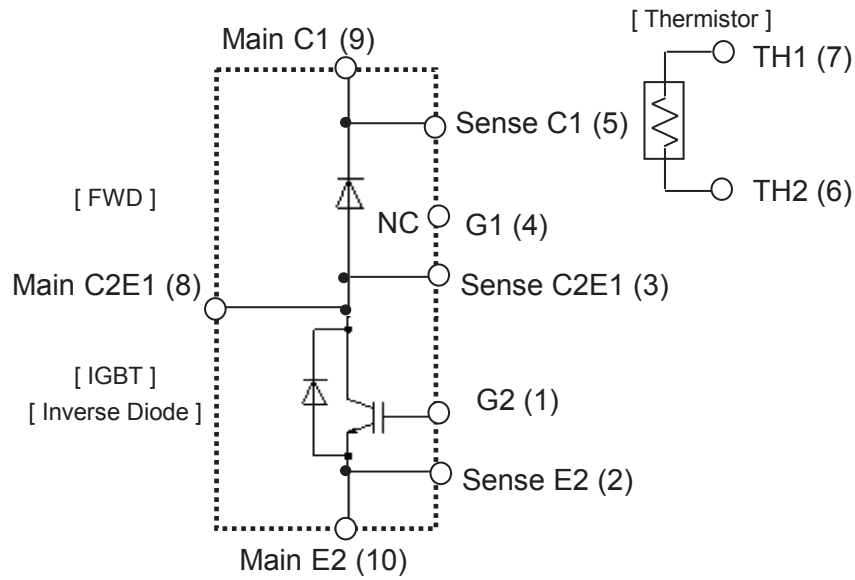 [ Thermistor ]
Main C1 (9)
TH1 (7)
Sense C1 (5)
TH2 (6)
[ FWD ]
NC
G1 (4)
Main C2E1 (8)
Sense C2E1 (3)
[ IGBT ]
[ Inverse Diode ]
G2 (1)
Sense E2 (2)
Main E2 (10)